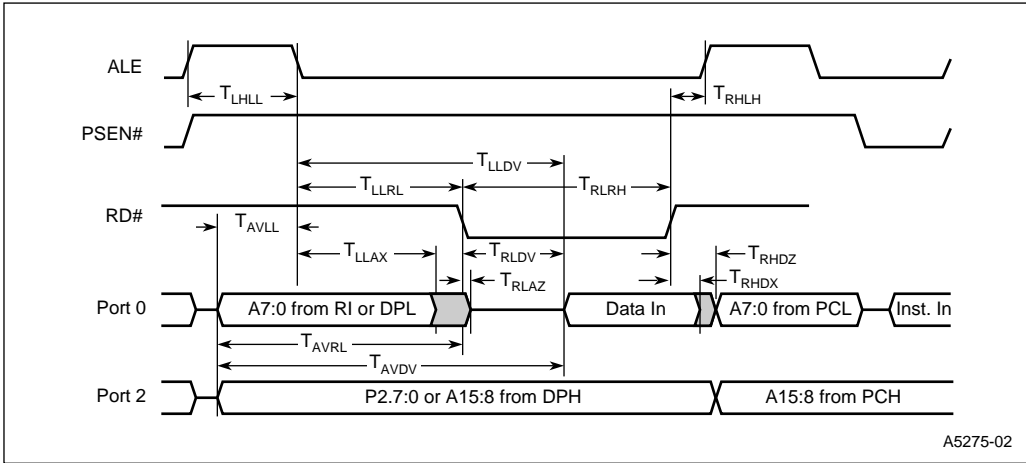 ALE
T_LHLL
T_RHLH
PSEN#
T_LLDV
T_LLRL
T_RLRH
RD#
T_AVLL
T_LLAX
T_RLDV
T_RHDZ
T_RLAZ
T_RHDX
Port 0
A7:0 from RI or DPL
Data In
A7:0 from PCL
Inst. In
T_AVRL
T_AVDV
Port 2
P2.7:0 or A15:8 from DPH
A15:8 from PCH
A5275-02